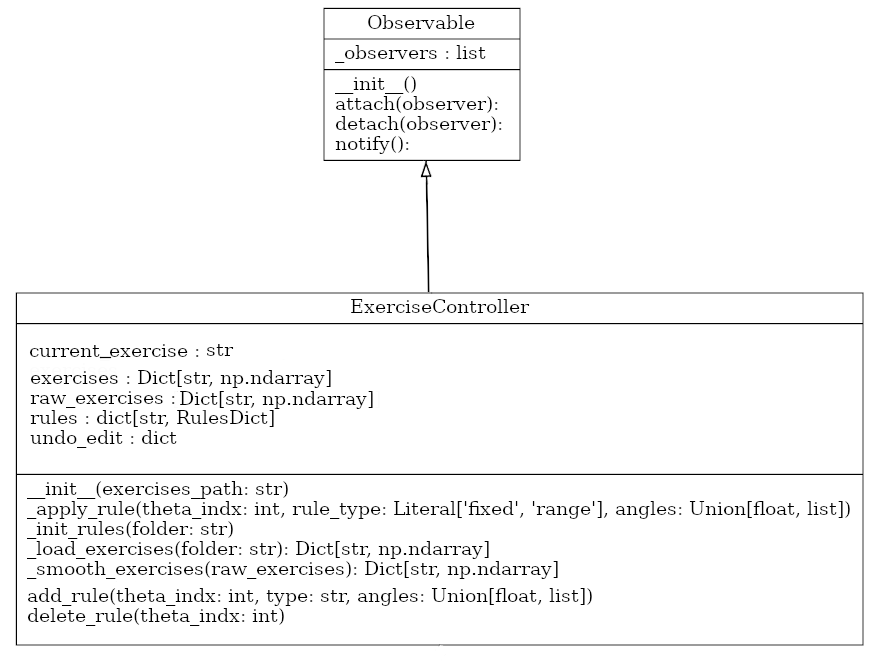 Observable
_observers : list
__init__()
attach(observer):
detach(observer):
notify():
ExerciseController
current_exercise : str
exercises : Dict[str, np.ndarray]
raw_exercises : Dict[str, np.ndarray]
rules : dict[str, RulesDict]
undo_edit : dict
__init__(exercises_path: str)
_apply_rule(theta_indx: int, rule_type: Literal['fixed', 'range'], angles: Union[float, list])
_init_rules(folder: str)
_load_exercises(folder: str): Dict[str, np.ndarray]
_smooth_exercises(raw_exercises): Dict[str, np.ndarray]
add_rule(theta_indx: int, type: str, angles: Union[float, list])
delete_rule(theta_indx: int)